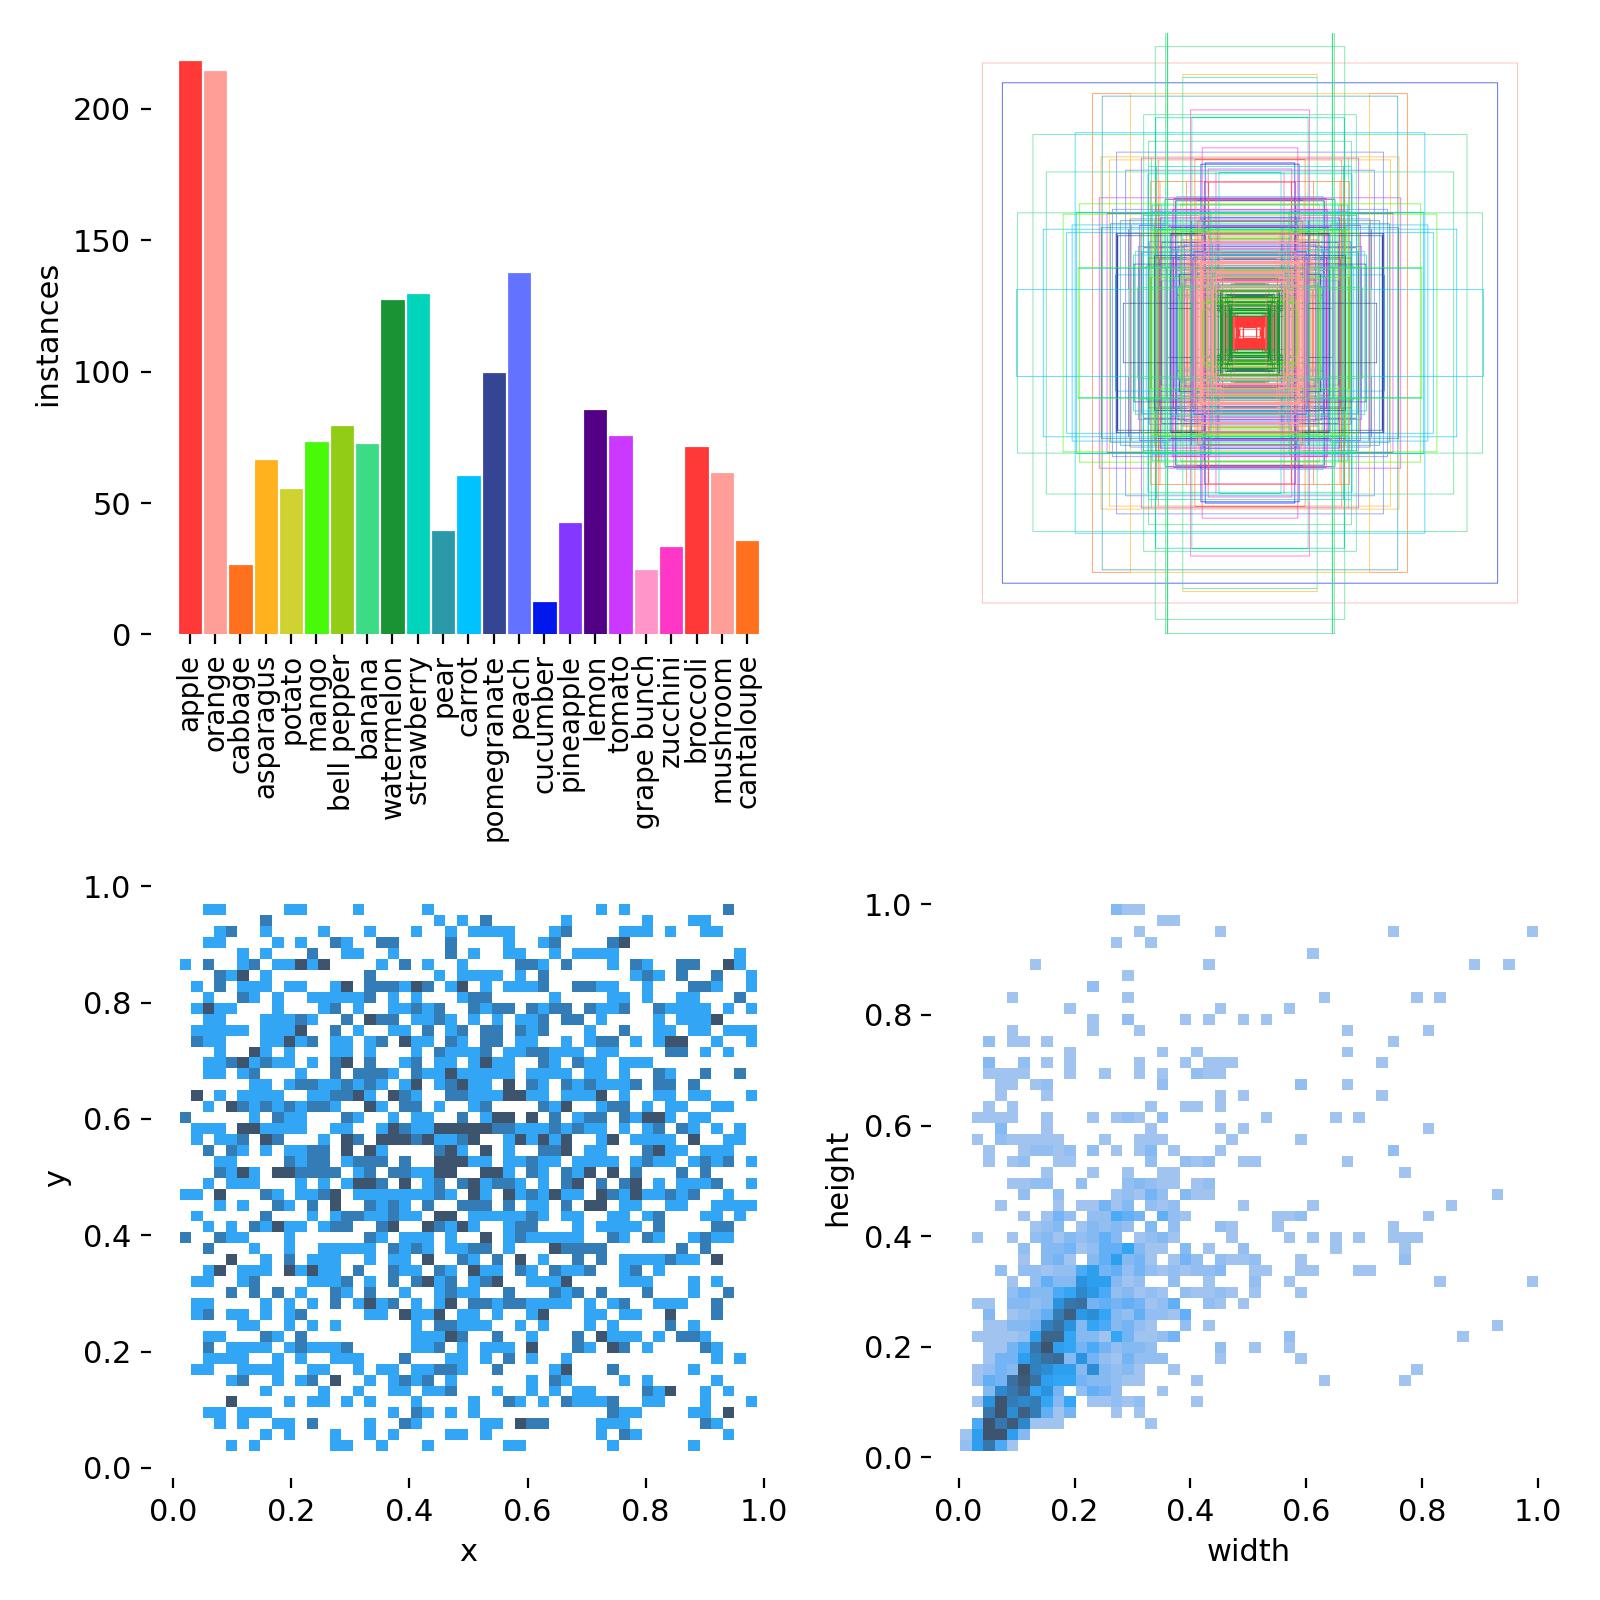 200
150
100
50
0
instances
apple
orange
cabbage
asparagus
potato
mango
bell pepper
banana
watermelon
strawberry
pear
carrot
pomegranate
peach
cucumber
pineapple
lemon
tomato
grape bunch
zucchini
broccoli
mushroom
cantaloupe
1.0
0.8
0.6
0.4
0.2
0.0
y
0.0 0.2 0.4 0.6 0.8 1.0
x
1.0
0.8
0.6
0.4
0.2
0.0
height
0.0 0.2 0.4 0.6 0.8 1.0
width